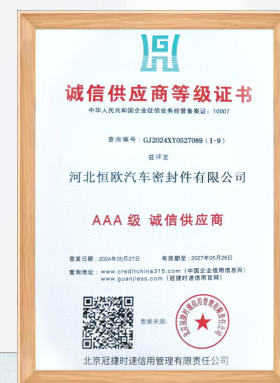 诚信供应商等级证书
中华人民共和国企业征信业务经营备案证：10007
查询编号：GJ2024XY0527089（1-9）
兹评定
河北恒欧汽车密封件有限公司
AAA 级 诚信供应商
颁发日期：2024年05月27日 有效期至：2027年05月26日
查询地址：www.creditchina315.com（中国企业信用信息网）
www.guanjiess.com（冠捷时速信用官网）
数据来源：
北京冠捷时速信用管理有限责任公司